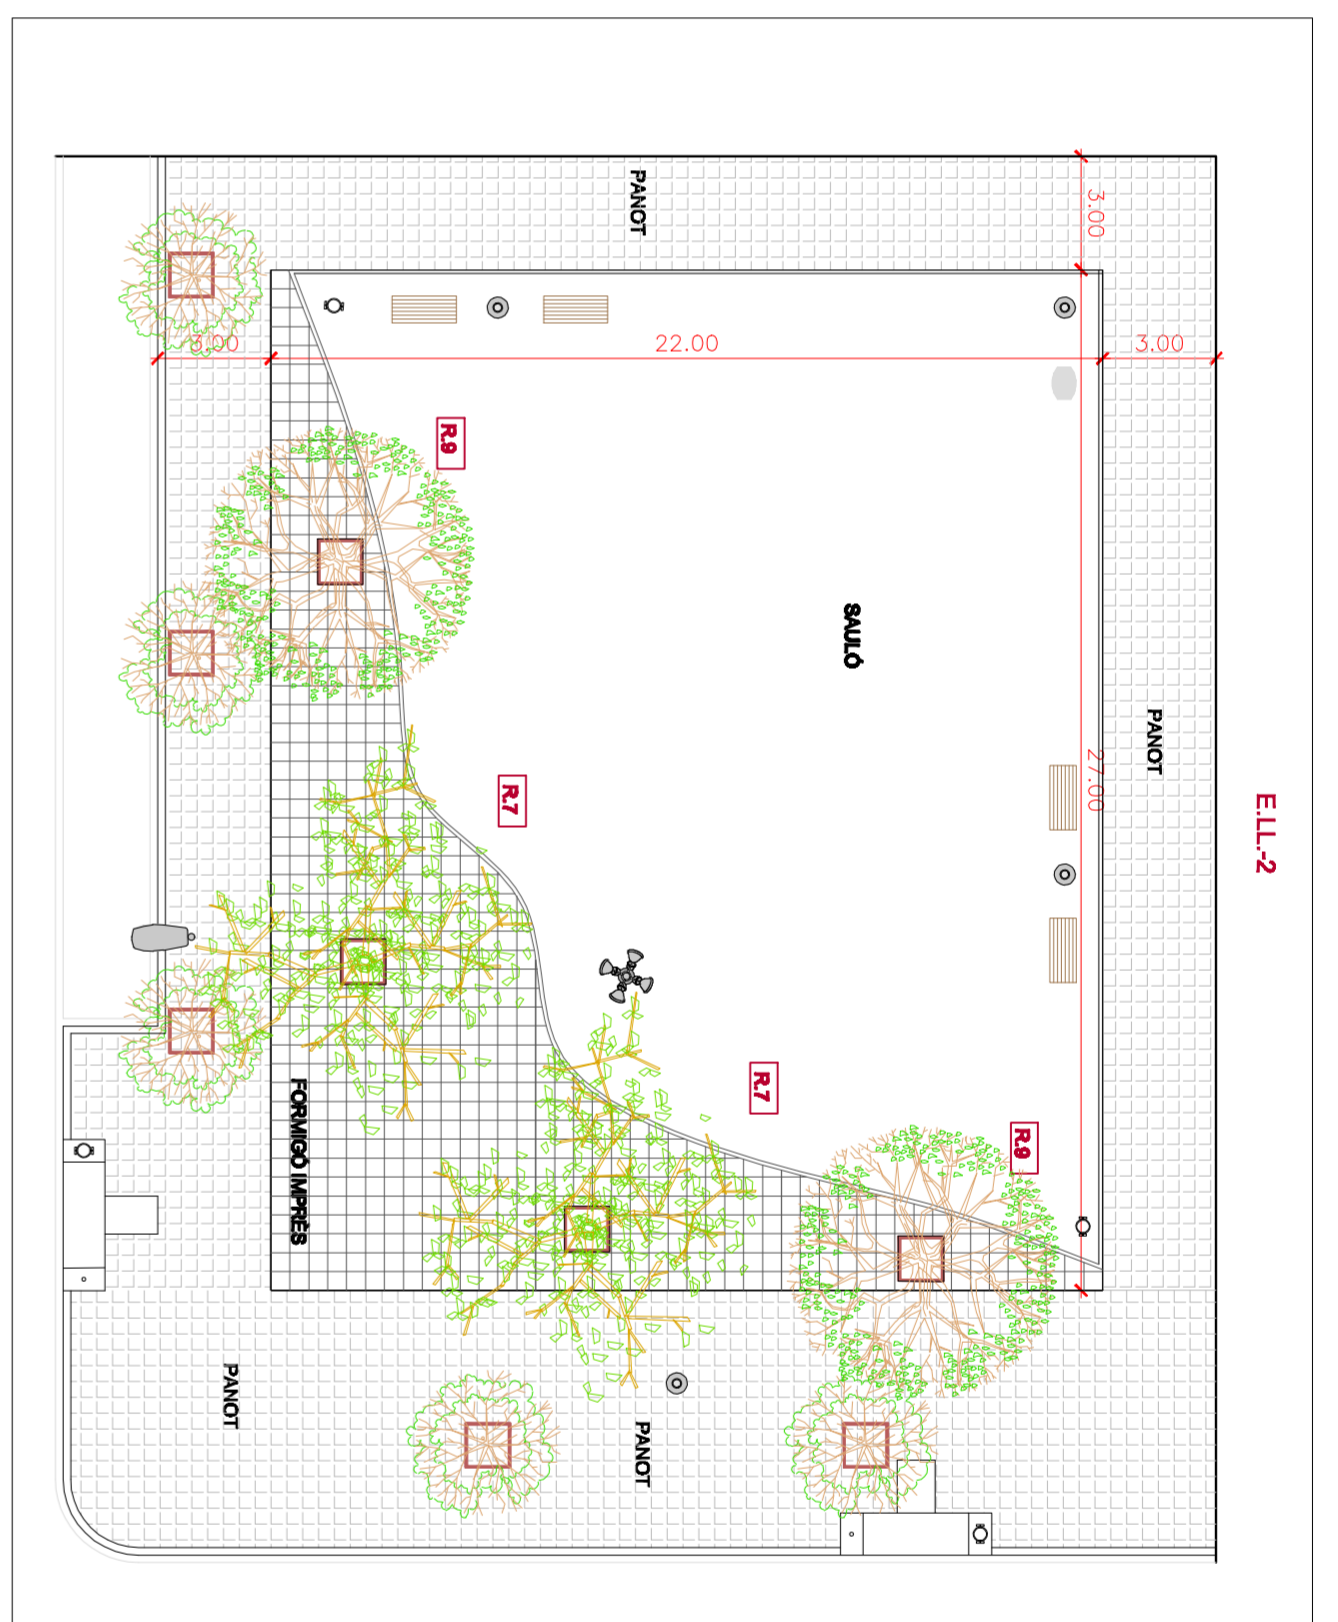 E.LL.-2
PANOT
3.00
3.00
22.00
3.00
R.9
SAULÓ
PANOT
27.00
R.7
R.7
R.9
FORMIGÓ IMPRÈS
PANOT
PANOT